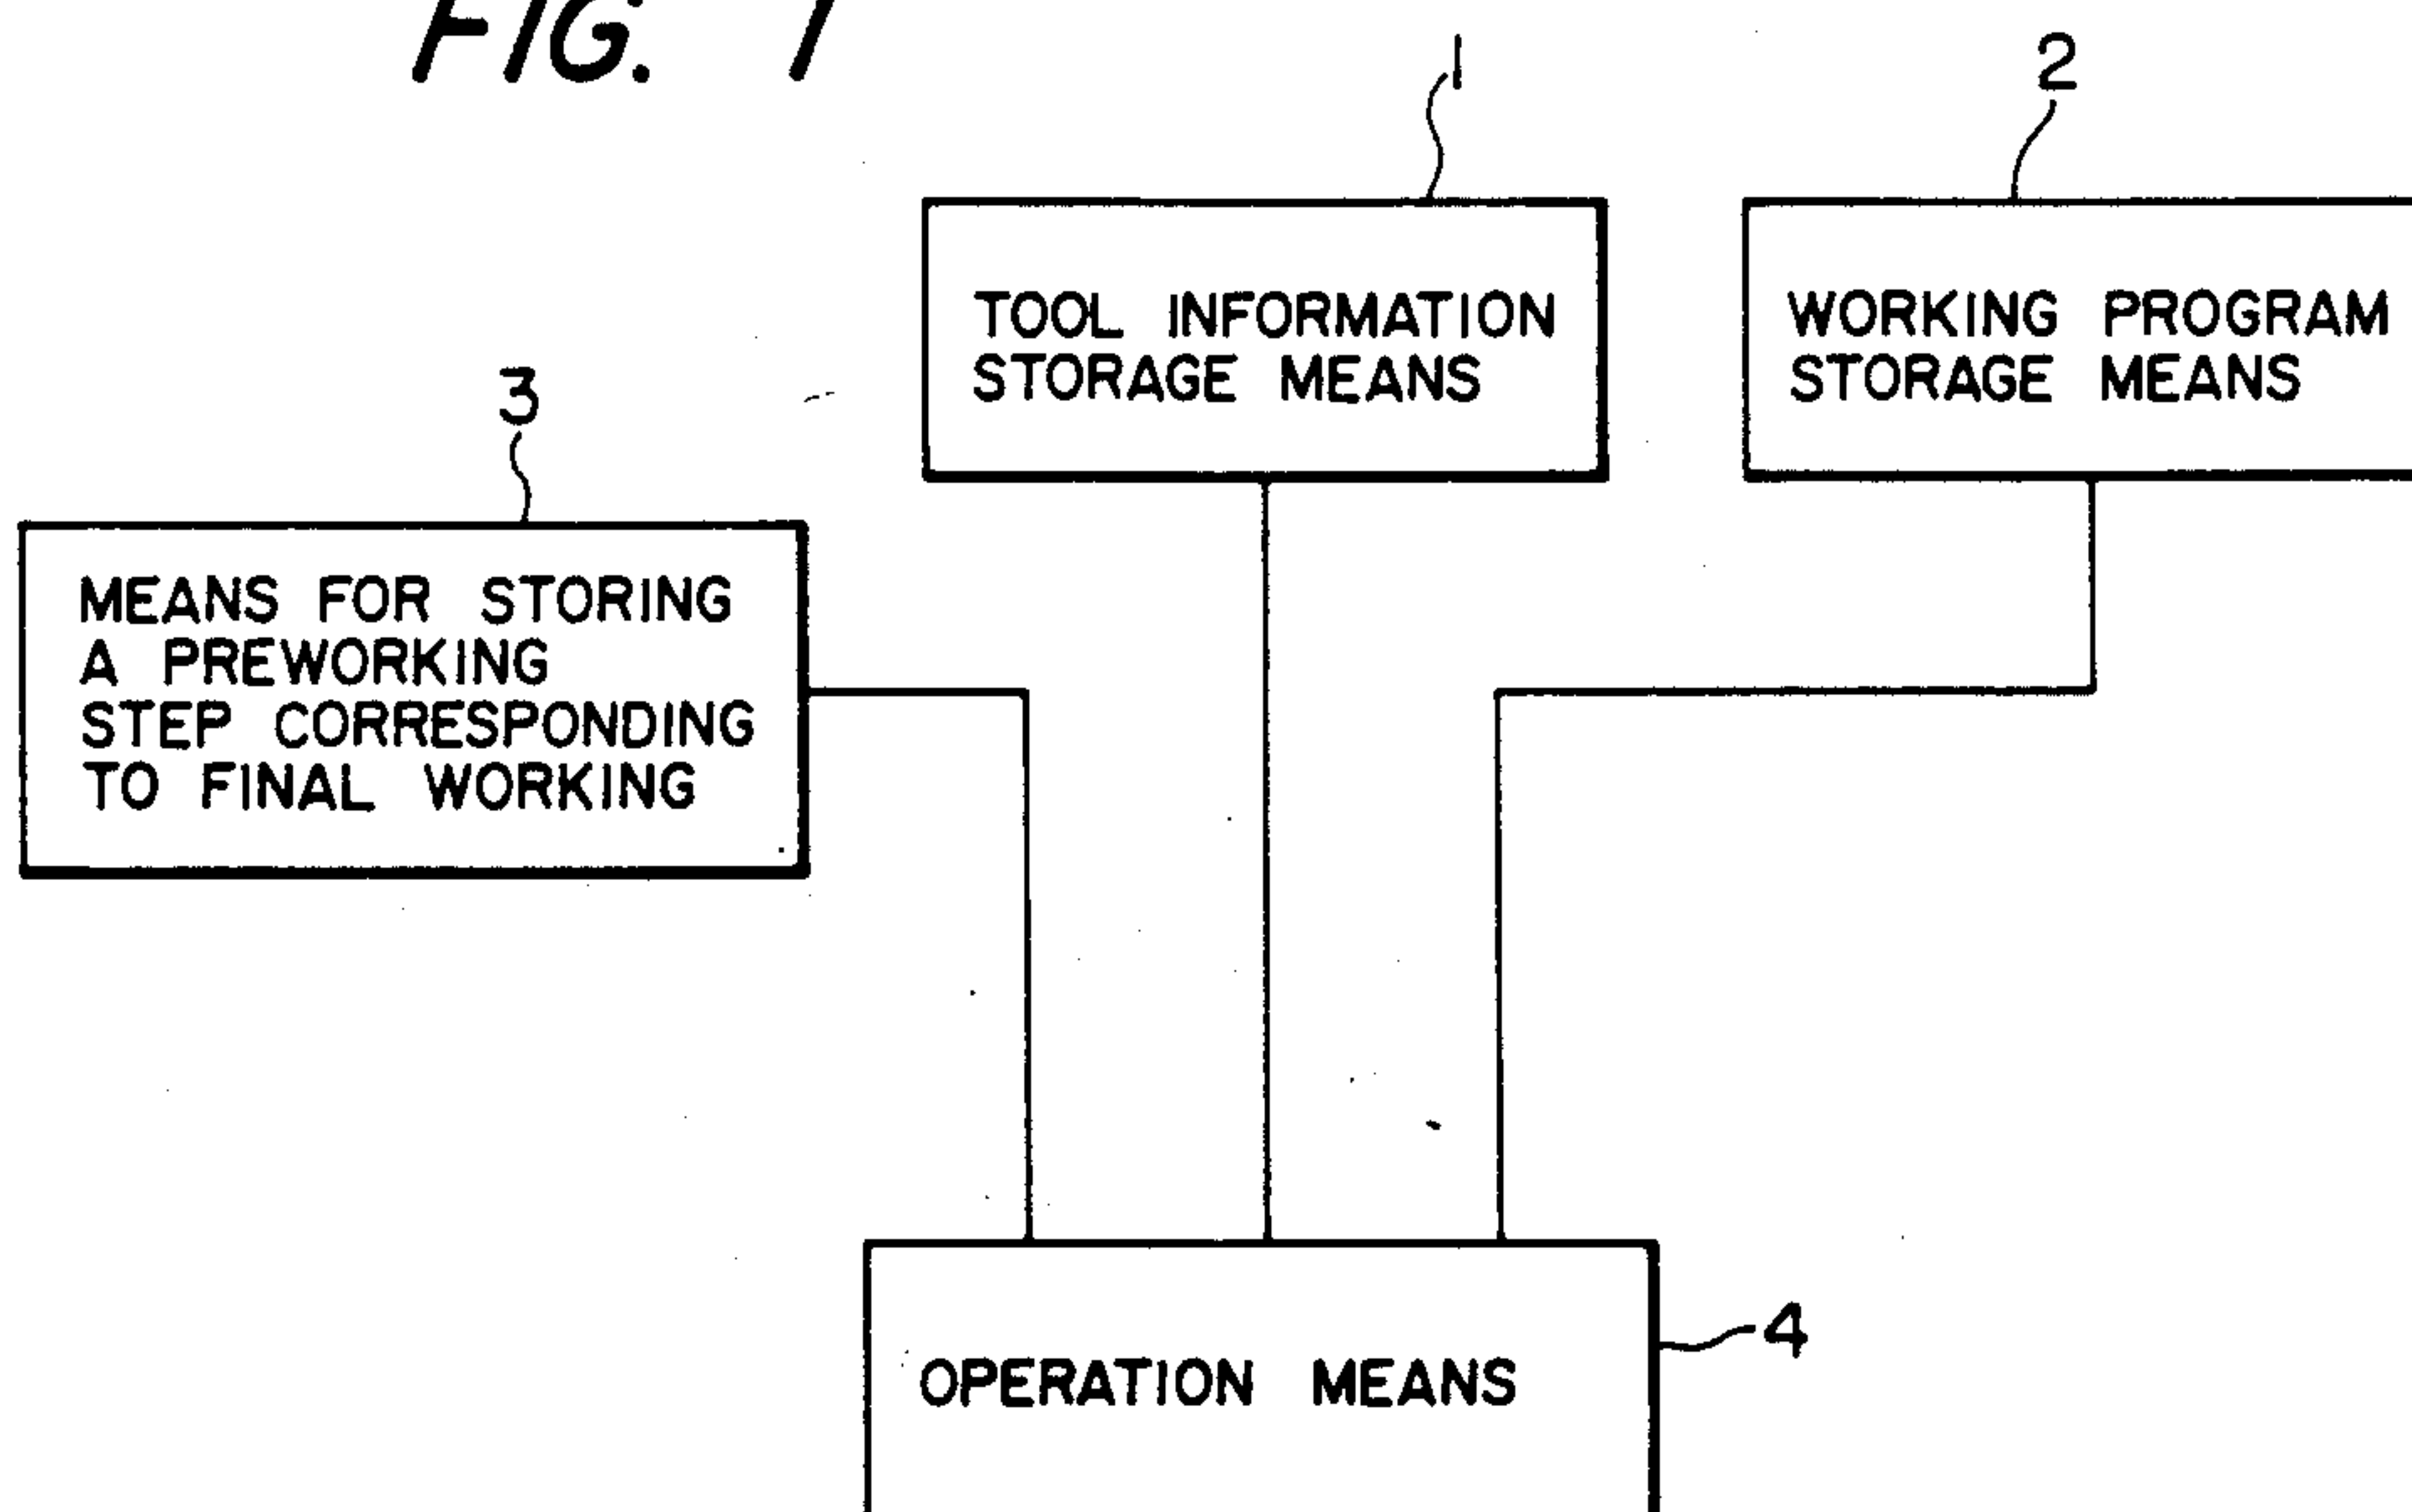 FIG. 1
1
2
TOOL INFORMATION
STORAGE MEANS
WORKING PROGRAM
STORAGE MEANS
3
MEANS FOR STORING
A PREWORKING
STEP CORRESPONDING
TO FINAL WORKING
4
OPERATION MEANS